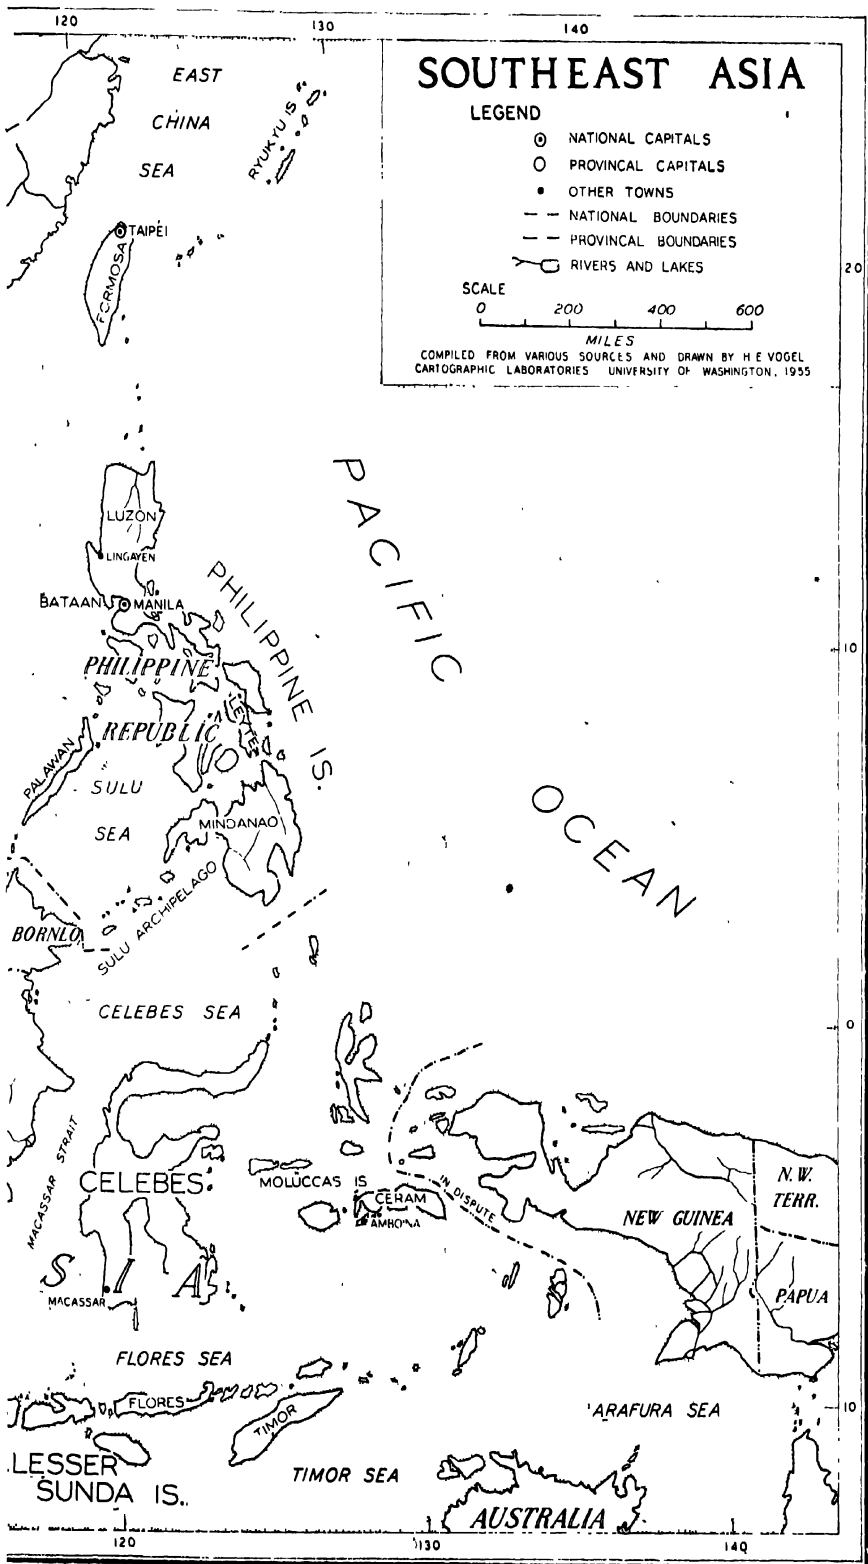 120
130
140
EAST
CHINA
SEA
RYUKYU IS
SOUTHEAST ASIA
LEGEND
NATIONAL CAPITALS
PROVINCAL CAPITALS
OTHER TOWNS
NATIONAL BOUNDARIES
PROVINCAL BOUNDARIES
RIVERS AND LAKES
SCALE
0 200 400 600
MILES
COMPILED FROM VARIOUS SOURCES AND DRAWN BY H E VOGEL
CARTOGRAPHIC LABORATORIES UNIVERSITY OF WASHINGTON, 1955
TAIPEI
FORMOSA
20
PACIFIC
OCEAN
LUZON
LINGAYEN
BATAAN
MANILA
PHILIPPINE IS.
10
PHILIPPINE
REPUBLIC
LEYTE
PALAWAN
SULU
SEA
MINDANAO
SULU ARCHIPELAGO
BORNLO
CELEBES SEA
0
MACASSAR STRAIT
CELEBES
MOLUCCAS IS
CERAM
AMBOINA
IN DISPUTE
NEW GUINEA
N.W.
TERR.
PAPUA
S I A
MACASSAR
FLORES SEA
FLORES
TIMOR
ARAFURA SEA
10
LESSER
SUNDA IS.
TIMOR SEA
AUSTRALIA
120
130
140